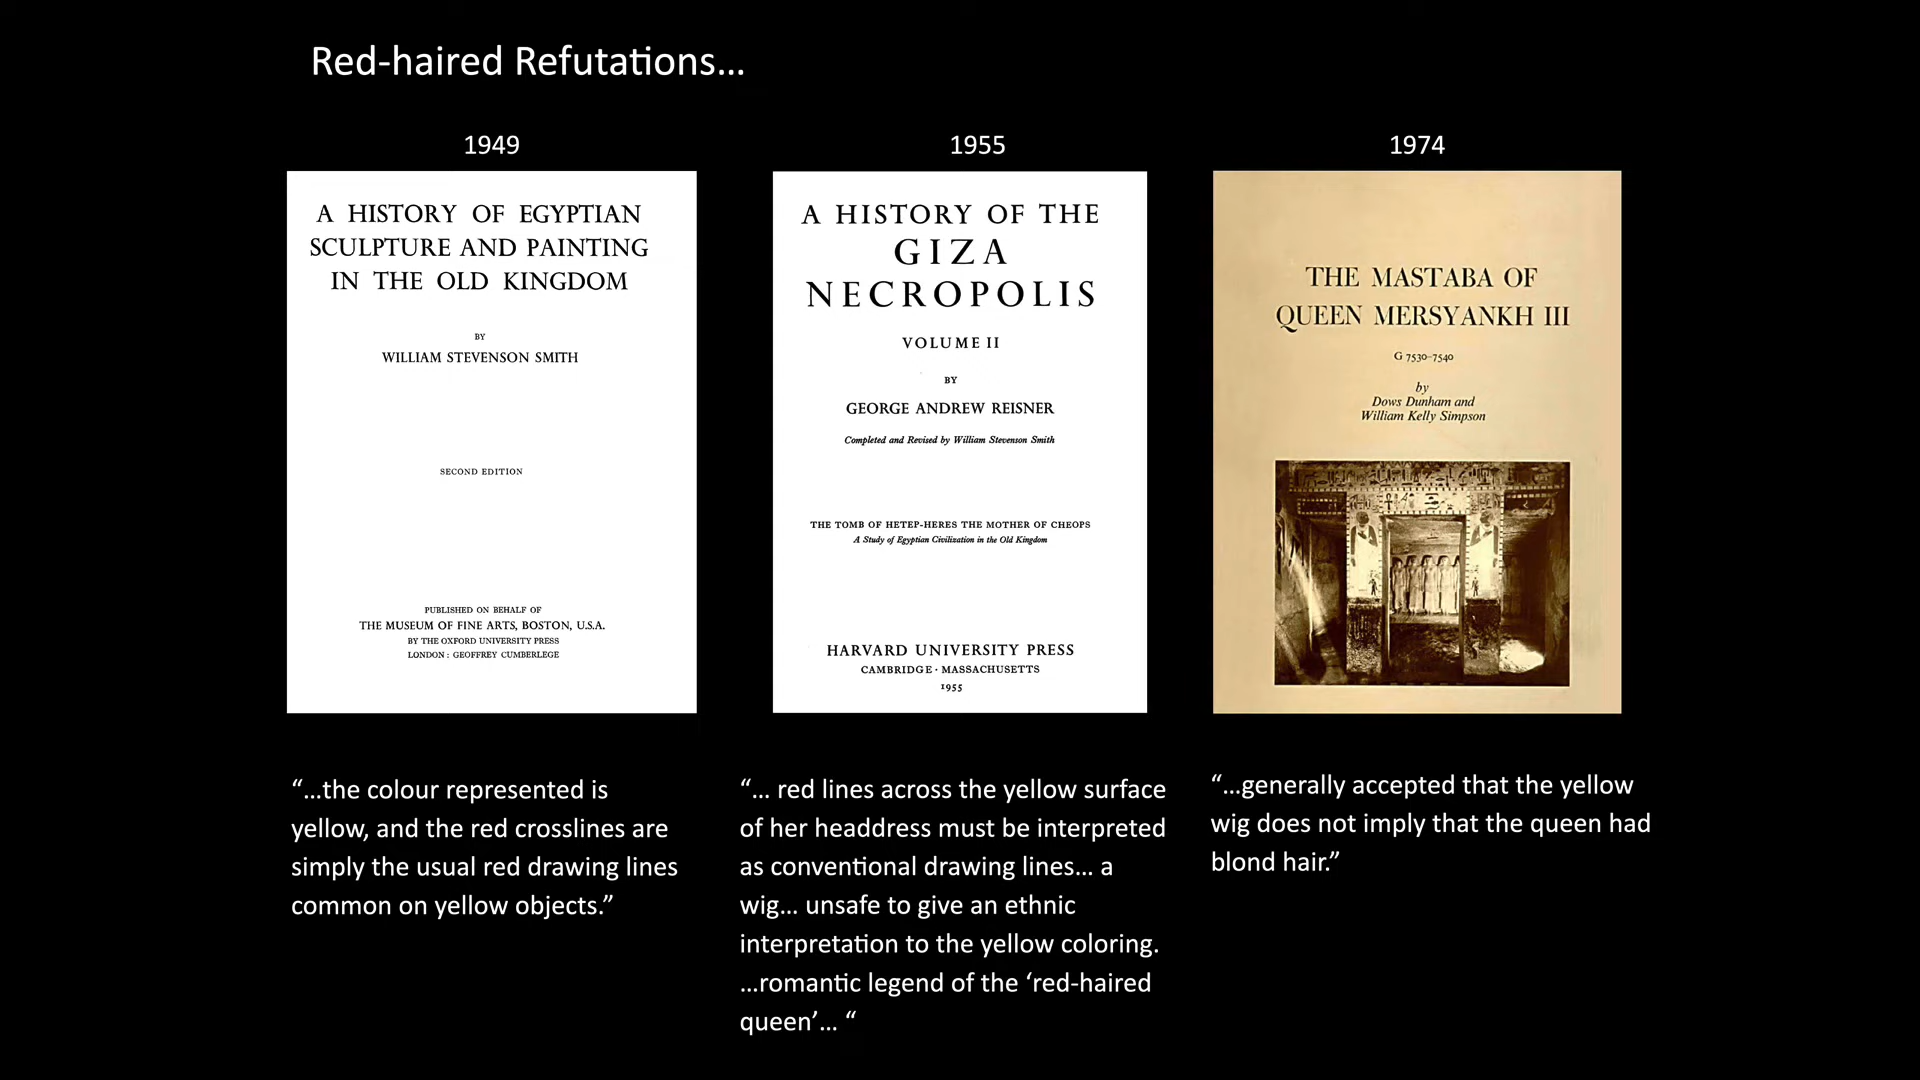 Red-haired Refutations...
1949
A HISTORY OF EGYPTIAN
SCULPTURE AND PAINTING
IN THE OLD KINGDOM
BY
WILLIAM STEVENSON SMITH
SECOND EDITION
PUBLISHED ON BEHALF OF
THE MUSEUM OF FINE ARTS, BOSTON, U.S.A.
BY THE OXFORD UNIVERSITY PRESS
LONDON : GEOFFREY CUMBERLEGE
“...the colour represented is
yellow, and the red crosslines are
simply the usual red drawing lines
common on yellow objects.”
1955
A HISTORY OF THE
GIZA
NECROPOLIS
VOLUME II
BY
GEORGE ANDREW REISNER
Completed and Revised by William Stevenson Smith
THE TOMB OF HETEP-HERES THE MOTHER OF CHEOPS
A Study of Egyptian Civilization in the Old Kingdom
HARVARD UNIVERSITY PRESS
CAMBRIDGE · MASSACHUSETTS
1955
“... red lines across the yellow surface
of her headdress must be interpreted
as conventional drawing lines... a
wig... unsafe to give an ethnic
interpretation to the yellow coloring.
...romantic legend of the ‘red-haired
queen’... “
1974
THE MASTABA OF
QUEEN MERSYANKH III
G 7530–7540
by
Dows Dunham and
William Kelly Simpson
“...generally accepted that the yellow
wig does not imply that the queen had
blond hair.”